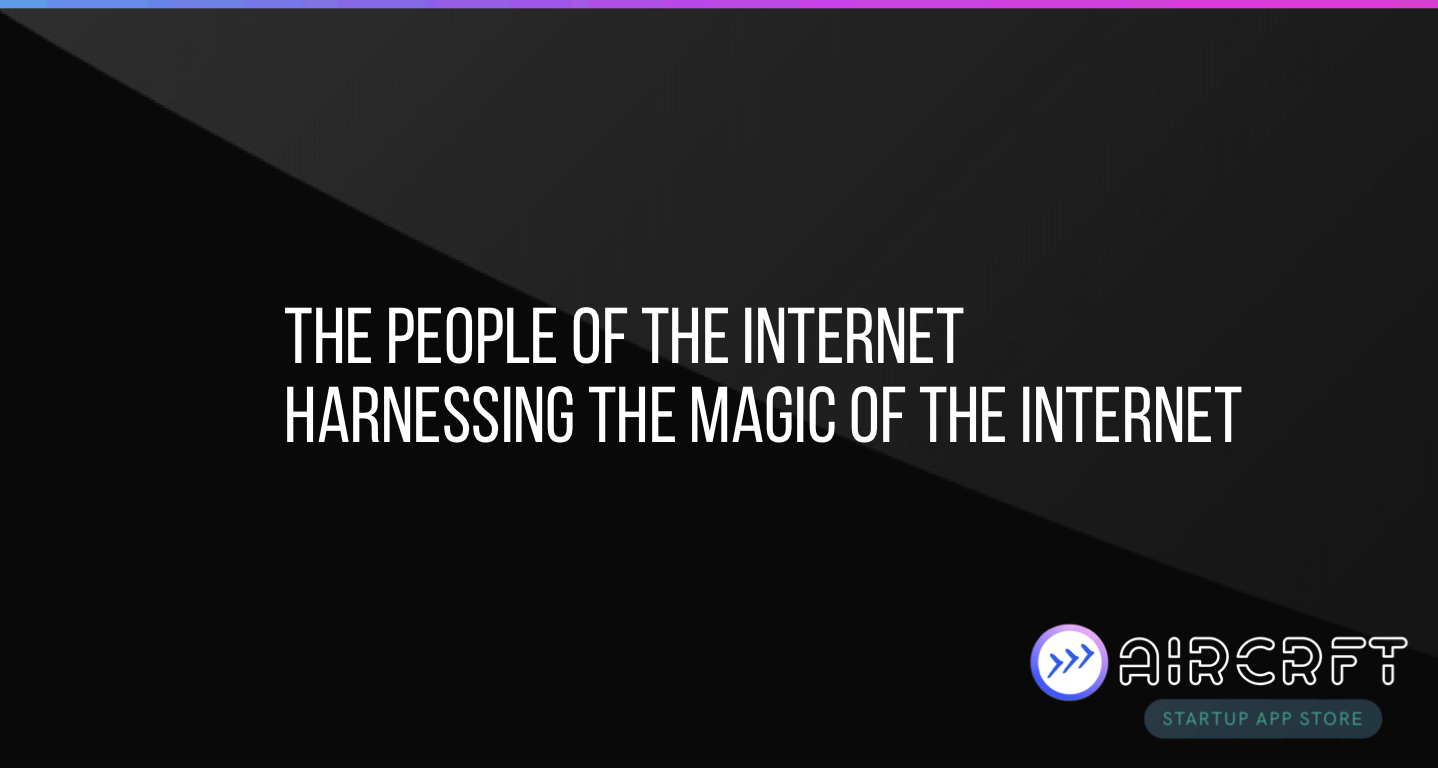 THE PEOPLE OF THE INTERNET
HARNESSING THE MAGIC OF THE INTERNET
AIRCRFT
STARTUP APP STORE